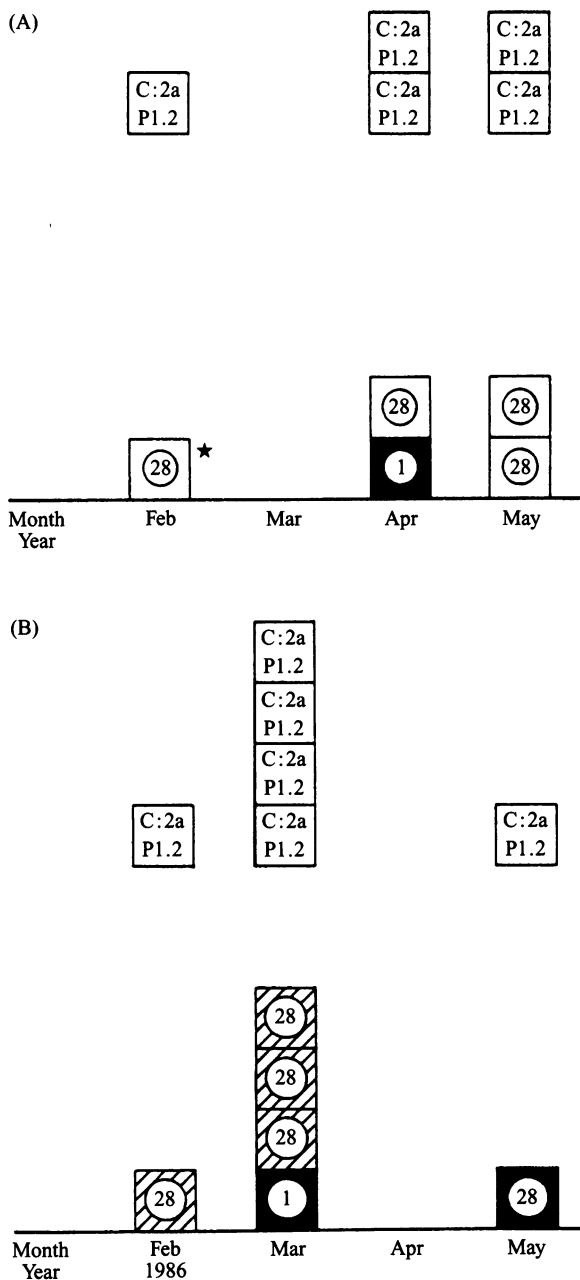 (A)
C:2a C:2a
P1.2 P1.2
C:2a C:2a C:2a
P1.2 P1.2 P1.2
28 28
28 1 28
Month Feb Mar Apr May
Year
(B)
C:2a
P1.2
C:2a
P1.2
C:2a
P1.2
C:2a C:2a C:2a
P1.2 P1.2 P1.2
28
28
28
28 1 28
Month Feb Mar Apr May
Year 1986